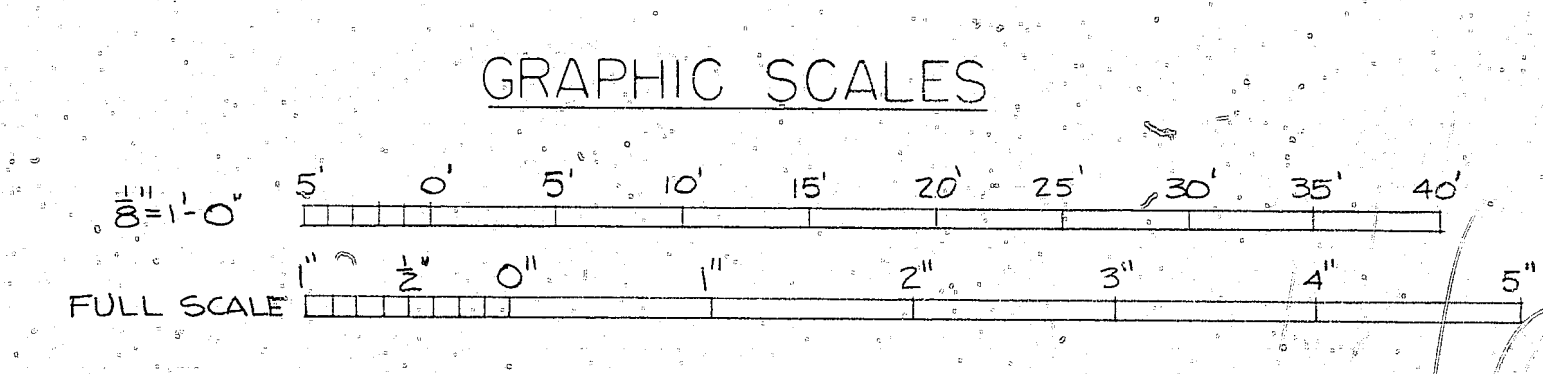 GRAPHIC SCALES
5' 0' 5' 10' 15' 20' 25' 30' 35' 40'
1/8"=1'-0"
1" 1/2" 0" 1" 2" 3" 4" 5"
FULL SCALE